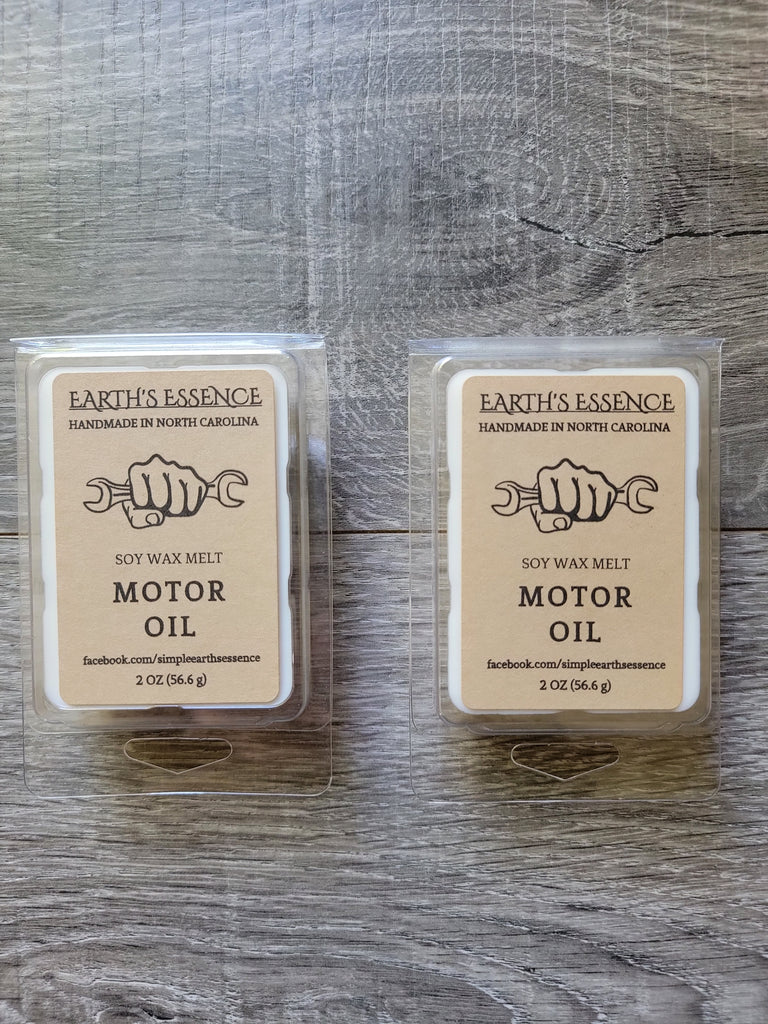 EARTH'S ESSENCE
HANDMADE IN NORTH CAROLINA
SOY WAX MELT
MOTOR
OIL
facebook.com/simpleearthsessence
2 OZ (56.6 g)
EARTH'S ESSENCE
HANDMADE IN NORTH CAROLINA
SOY WAX MELT
MOTOR
OIL
facebook.com/simpleearthsessence
2 OZ (56.6 g)